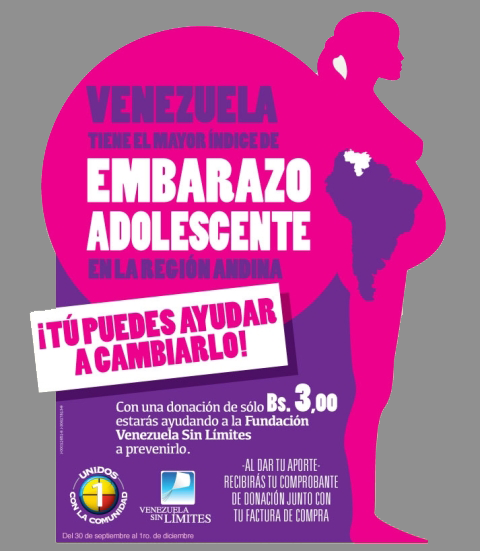 VENEZUELA
TIENE EL MAYOR ÍNDICE DE
EMBARAZO
ADOLESCENTE
EN LA REGIÓN ANDINA
¡TÚ PUEDES AYUDAR
A CAMBIARLO!
Con una donación de sólo Bs. 3,00
estarás ayudando a la Fundación
Venezuela Sin Límites
a prevenirlo.
-AL DAR TU APORTE-
RECIBIRÁS TU COMPROBANTE
DE DONACIÓN JUNTO CON
TU FACTURA DE COMPRA
UNIDOS
1
CON LA COMUNIDAD
VENEZUELA
SIN LÍMITES
Del 30 de septiembre al 1ro. de diciembre